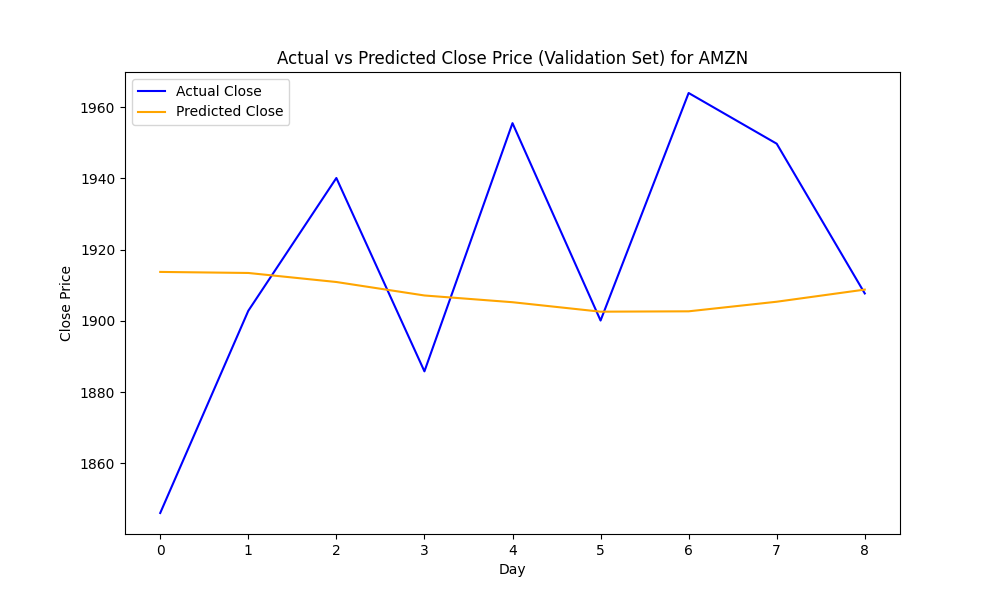 Actual vs Predicted Close Price (Validation Set) for AMZN
Actual Close
Predicted Close
1960
1940
1920
1900
1880
1860
Close Price
0 1 2 3 4 5 6 7 8
Day